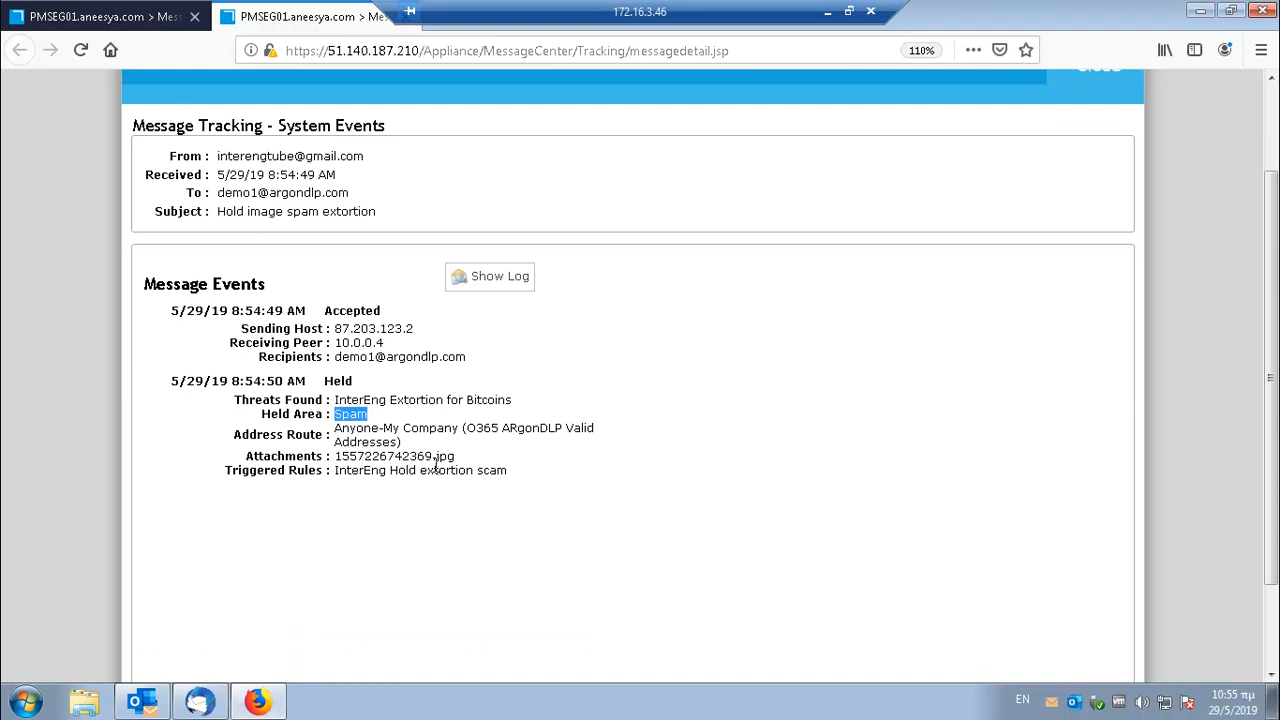 PMSEG01.aneesya.com > Mess
PMSEG01.aneesya.com > Me
172.16.3.46
https://51.140.187.210/Appliance/MessageCenter/Tracking/messagedetail.jsp
110%
Message Tracking - System Events
From : interengtube@gmail.com
Received : 5/29/19 8:54:49 AM
To : demo1@argondlp.com
Subject : Hold image spam extortion
Message Events
Show Log
5/29/19 8:54:49 AM Accepted
Sending Host : 87.203.123.2
Receiving Peer : 10.0.0.4
Recipients : demo1@argondlp.com
5/29/19 8:54:50 AM Held
Threats Found : InterEng Extortion for Bitcoins
Held Area : Spam
Address Route : Anyone-My Company (O365 ARgonDLP Valid
Addresses)
Attachments : 1557226742369.jpg
Triggered Rules : InterEng Hold extortion scam
EN
10:55 πμ
29/5/2019